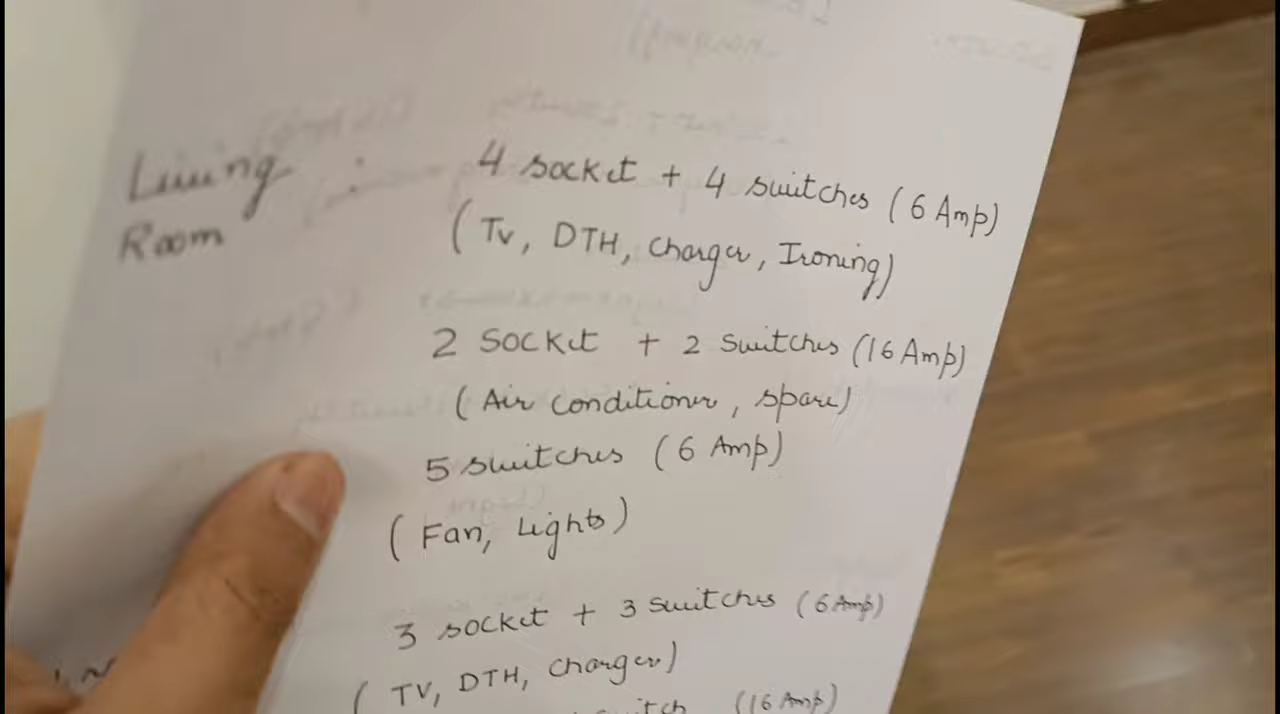 Living
Room
:
4 socket + 4 switches (6 Amp)
(Tv, DTH, charger, Ironing)
2 socket + 2 switches (16 Amp)
(Air conditioner, spare)
5 switches (6 Amp)
(Fan, Lights)
3 socket + 3 switches (6 Amp)
(TV, DTH, charger)
switch (16 Amp)